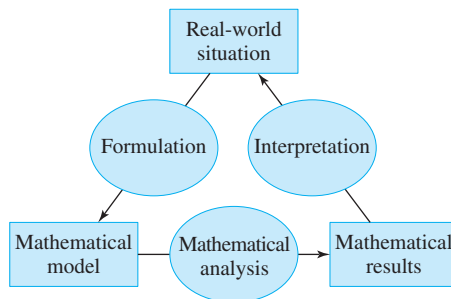 Real-world
situation
Formulation
Interpretation
Mathematical
model
Mathematical
analysis
Mathematical
results